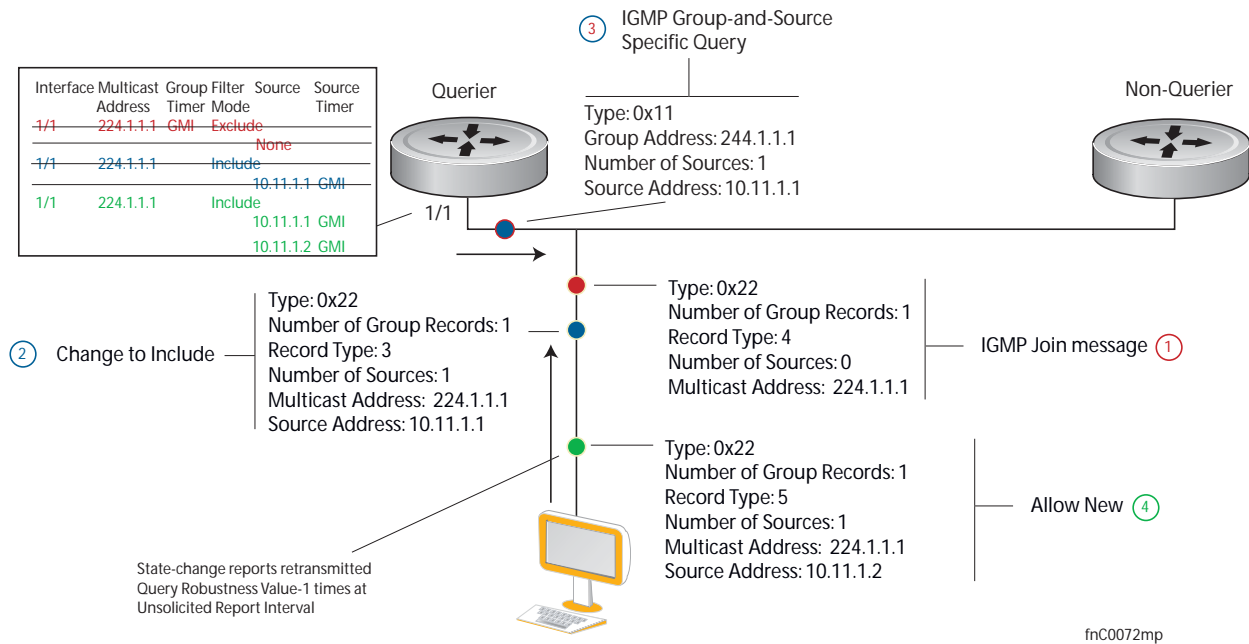 3
IGMP Group-and-Source
Specific Query
Interface Multicast Group Filter Source Source
Address Timer Mode Timer
1/1 224.1.1.1 GMI Exclude
None
1/1 224.1.1.1 Include
10.11.1.1 GMI
1/1 224.1.1.1 Include
10.11.1.1 GMI
10.11.1.2 GMI
Querier
1/1
Type: 0x11
Group Address: 244.1.1.1
Number of Sources: 1
Source Address: 10.11.1.1
Non-Querier
2 Change to Include
Type: 0x22
Number of Group Records: 1
Record Type: 3
Number of Sources: 1
Multicast Address: 224.1.1.1
Source Address: 10.11.1.1
Type: 0x22
Number of Group Records: 1
Record Type: 4
Number of Sources: 0
Multicast Address: 224.1.1.1
IGMP Join message 1
Type: 0x22
Number of Group Records: 1
Record Type: 5
Number of Sources: 1
Multicast Address: 224.1.1.1
Source Address: 10.11.1.2
Allow New 4
State-change reports retransmitted
Query Robustness Value-1 times at
Unsolicited Report Interval
fnC0072mp